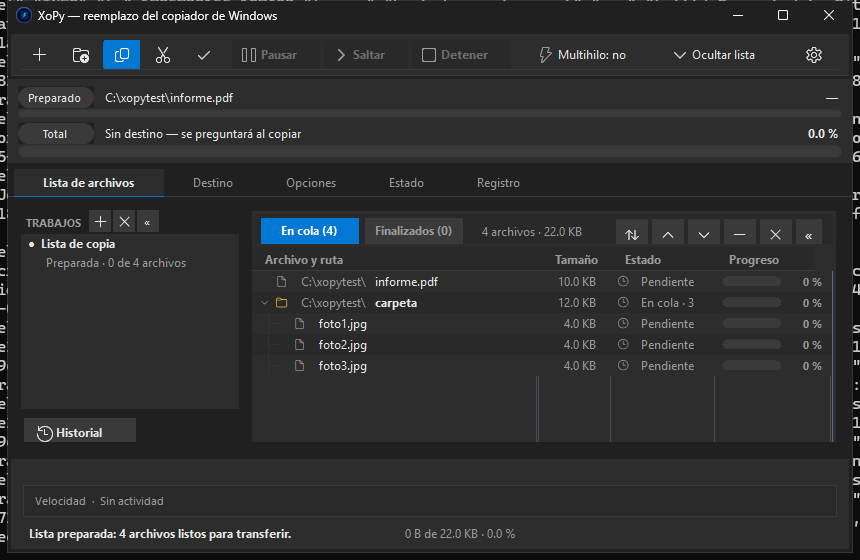 XoPy — reemplazo del copiador de Windows
Pausar Saltar Detener Multihilo: no Ocultar lista
Preparado C:\xopytest\informe.pdf —
Total Sin destino — se preguntará al copiar 0.0 %
Lista de archivos Destino Opciones Estado Registro
TRABAJOS + × «
Lista de copia
Preparada · 0 de 4 archivos
Historial
En cola (4) Finalizados (0) 4 archivos · 22.0 KB «
Archivo y ruta Tamaño Estado Progreso
C:\xopytest\ informe.pdf 10.0 KB Pendiente 0 %
C:\xopytest\ carpeta 12.0 KB En cola · 3 0 %
foto1.jpg 4.0 KB Pendiente 0 %
foto2.jpg 4.0 KB Pendiente 0 %
foto3.jpg 4.0 KB Pendiente 0 %
Velocidad · Sin actividad
Lista preparada: 4 archivos listos para transferir. 0 B de 22.0 KB · 0.0 %